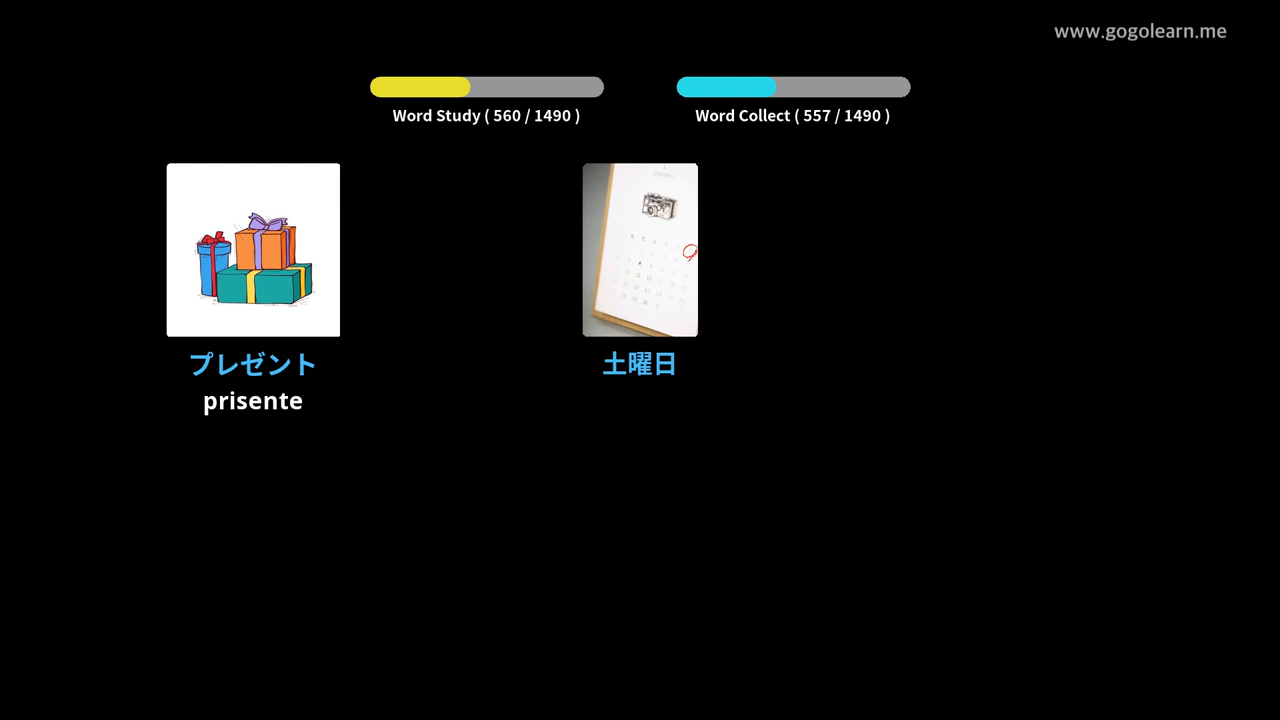 www.gogolearn.me
Word Study ( 560 / 1490 )
Word Collect ( 557 / 1490 )
プレゼント
prisente
土曜日